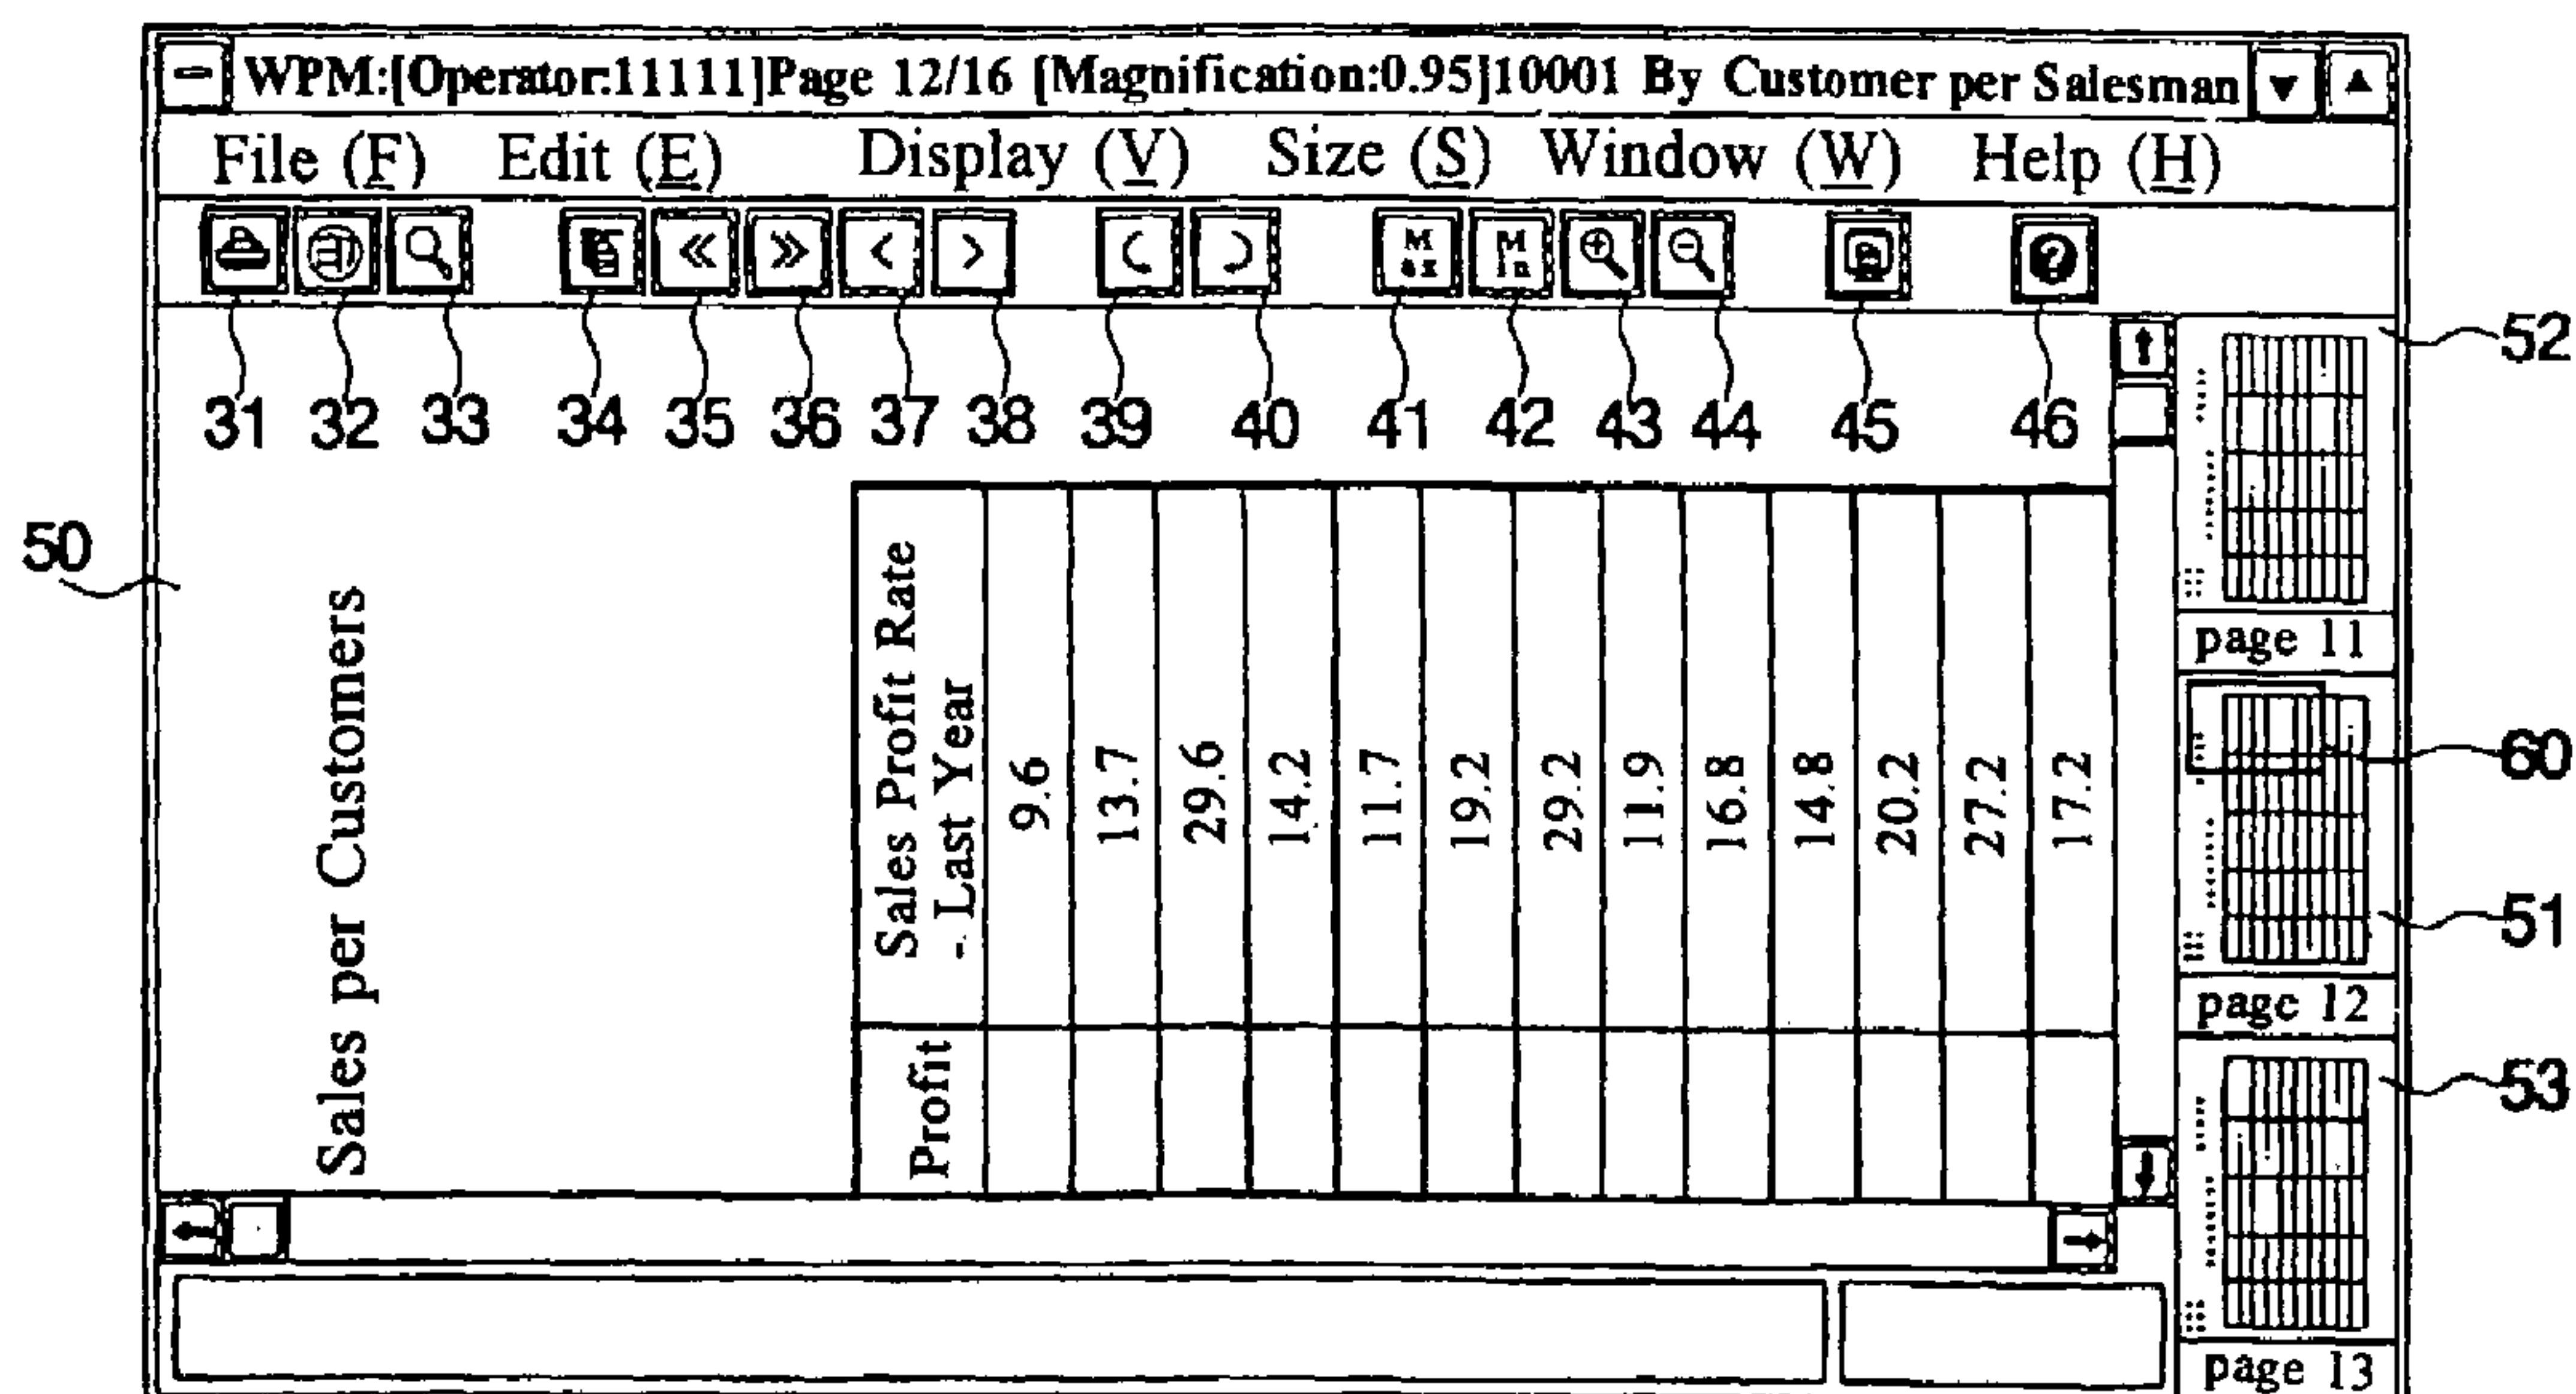 WPM:[Operator:11111]Page 12/16 [Magnification:0.95]10001 By Customer per Salesman
File (F) Edit (E) Display (V) Size (S) Window (W) Help (H)
« » < > Max Min ?
31 32 33 34 35 36 37 38 39 40 41 42 43 44 45 46
52
50
Sales per Customers
Profit
Sales Profit Rate
- Last Year
9.6
13.7
29.6
14.2
11.7
19.2
29.2
11.9
16.8
14.8
20.2
27.2
17.2
page 11
60
51
page 12
53
page 13